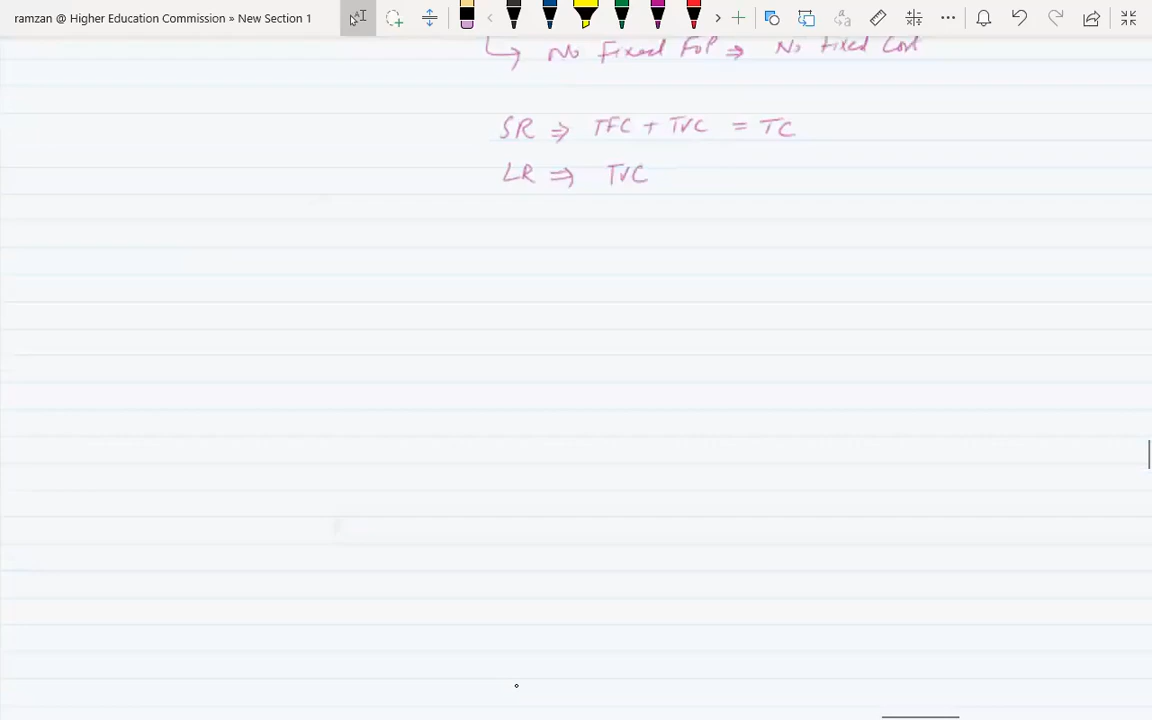 ramzan @ Higher Education Commission » New Section 1
↳ No Fixed FoP ⇒ No Fixed Cost
SR ⇒ TFC + TVC = TC
LR ⇒ TVC